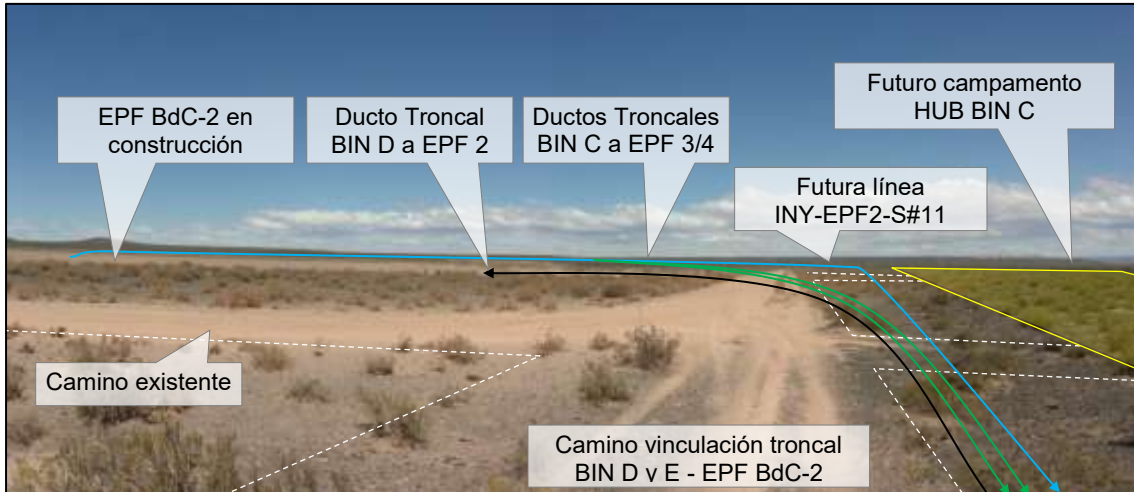 EPF BdC-2 en
construcción
Ducto Troncal
BIN D a EPF 2
Ductos Troncales
BIN C a EPF 3/4
Futuro campamento
HUB BIN C
Futura línea
INY-EPF2-S#11
Camino existente
Camino vinculación troncal
BIN D y E - EPF BdC-2